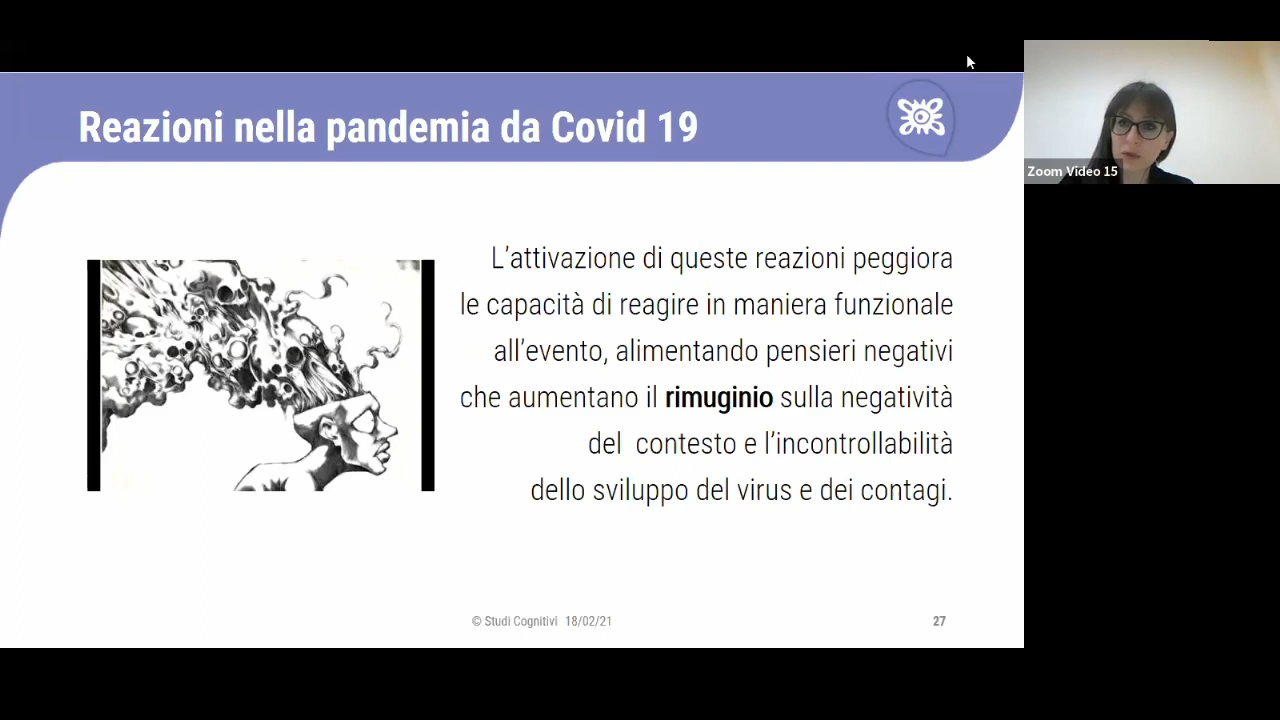 Reazioni nella pandemia da Covid 19
Zoom Video 15
L'attivazione di queste reazioni peggiora
le capacità di reagire in maniera funzionale
all'evento, alimentando pensieri negativi
che aumentano il rimuginio sulla negatività
del contesto e l'incontrollabilità
dello sviluppo del virus e dei contagi.
© Studi Cognitivi 18/02/21
27